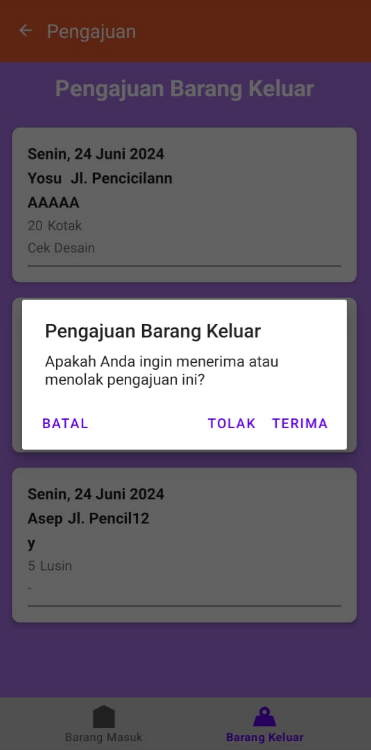 Pengajuan
Pengajuan Barang Keluar
Senin, 24 Juni 2024
Yosu Jl. Pencicilann
AAAAA
20 Kotak
Cek Desain
Pengajuan Barang Keluar
Apakah Anda ingin menerima atau
menolak pengajuan ini?
BATAL TOLAK TERIMA
Senin, 24 Juni 2024
Asep Jl. Pencil12
y
5 Lusin
-
Barang Masuk Barang Keluar